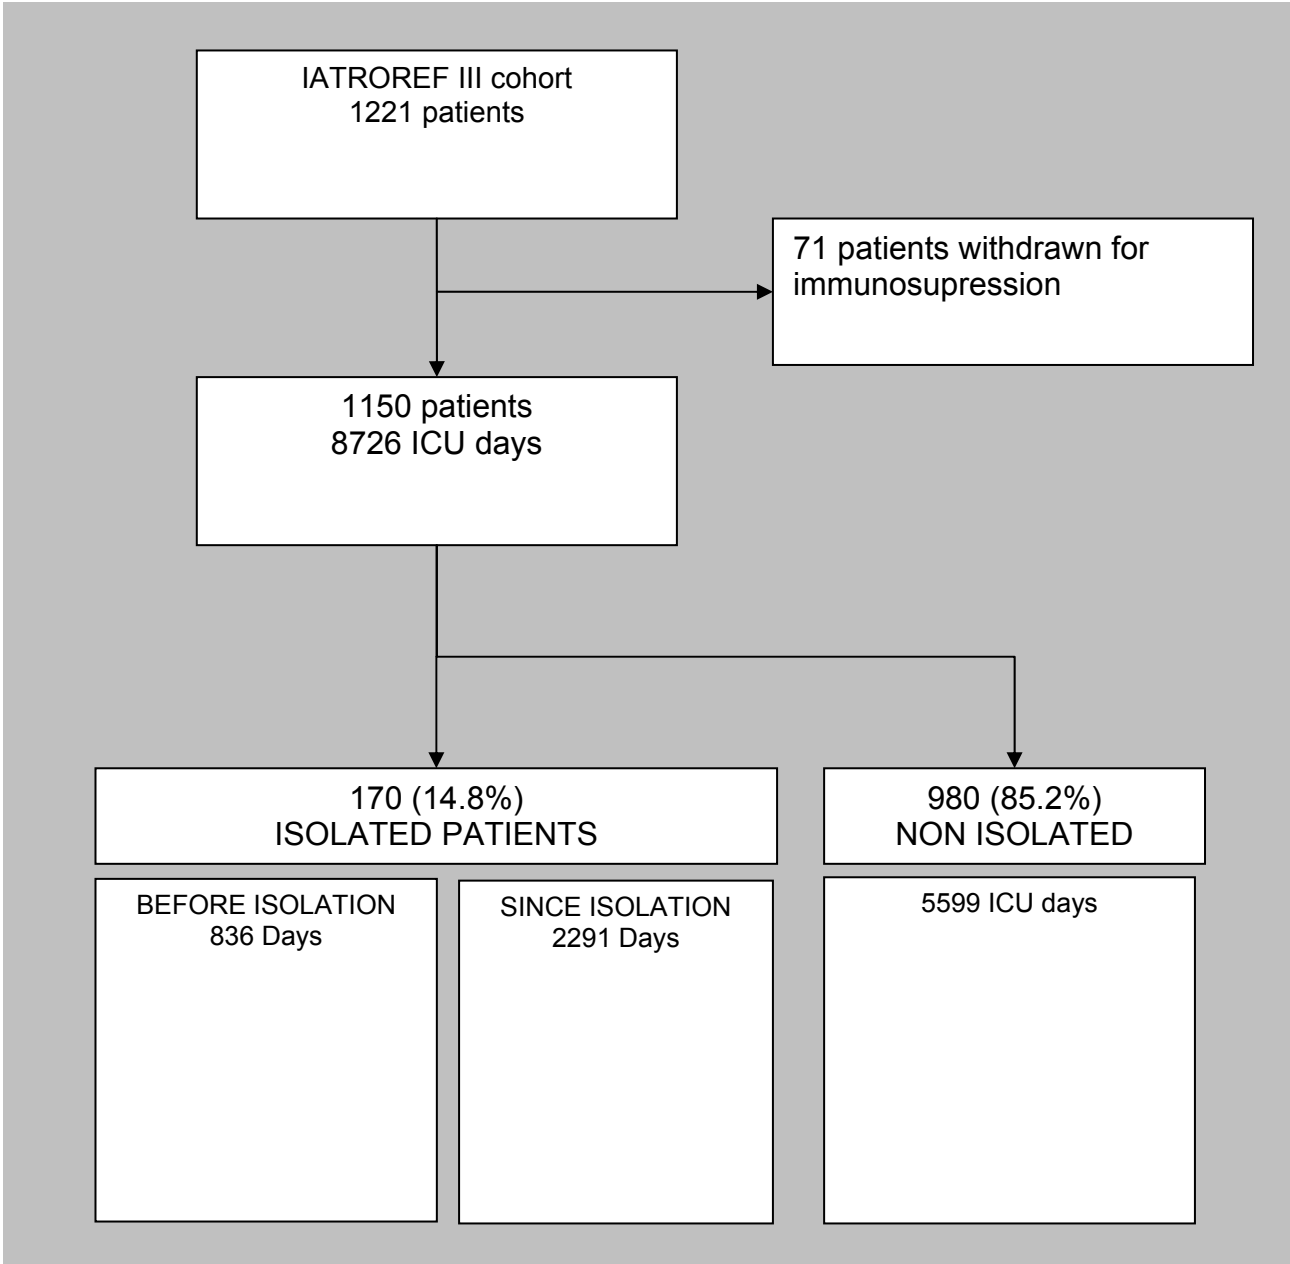 IATROREF III cohort
1221 patients
71 patients withdrawn for
immunosupression
1150 patients
8726 ICU days
170 (14.8%)
ISOLATED PATIENTS
980 (85.2%)
NON ISOLATED
BEFORE ISOLATION
836 Days
SINCE ISOLATION
2291 Days
5599 ICU days